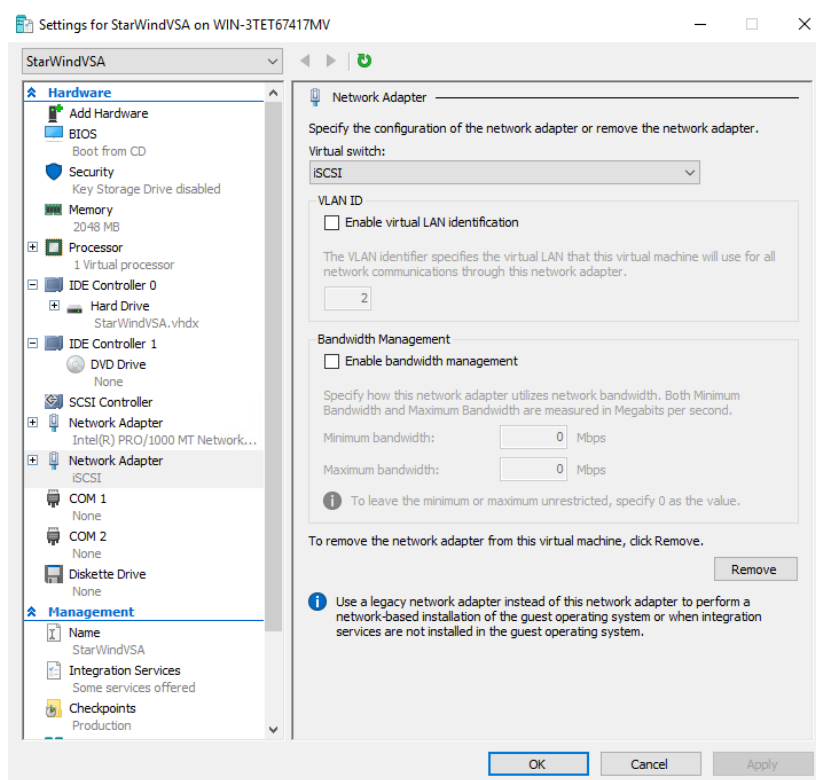 Settings for StarWindVSA on WIN-3TET67417MV
StarWindVSA
Hardware
Add Hardware
BIOS
Boot from CD
Security
Key Storage Drive disabled
Memory
2048 MB
Processor
1 Virtual processor
IDE Controller 0
Hard Drive
StarWindVSA.vhdx
IDE Controller 1
DVD Drive
None
SCSI Controller
Network Adapter
Intel(R) PRO/1000 MT Network...
Network Adapter
iSCSI
COM 1
None
COM 2
None
Diskette Drive
None
Management
Name
StarWindVSA
Integration Services
Some services offered
Checkpoints
Production
Network Adapter
Specify the configuration of the network adapter or remove the network adapter.
Virtual switch:
iSCSI
VLAN ID
Enable virtual LAN identification
The VLAN identifier specifies the virtual LAN that this virtual machine will use for all
network communications through this network adapter.
2
Bandwidth Management
Enable bandwidth management
Specify how this network adapter utilizes network bandwidth. Both Minimum
Bandwidth and Maximum Bandwidth are measured in Megabits per second.
Minimum bandwidth: 0 Mbps
Maximum bandwidth: 0 Mbps
To leave the minimum or maximum unrestricted, specify 0 as the value.
To remove the network adapter from this virtual machine, click Remove.
Remove
Use a legacy network adapter instead of this network adapter to perform a
network-based installation of the guest operating system or when integration
services are not installed in the guest operating system.
OK Cancel Apply